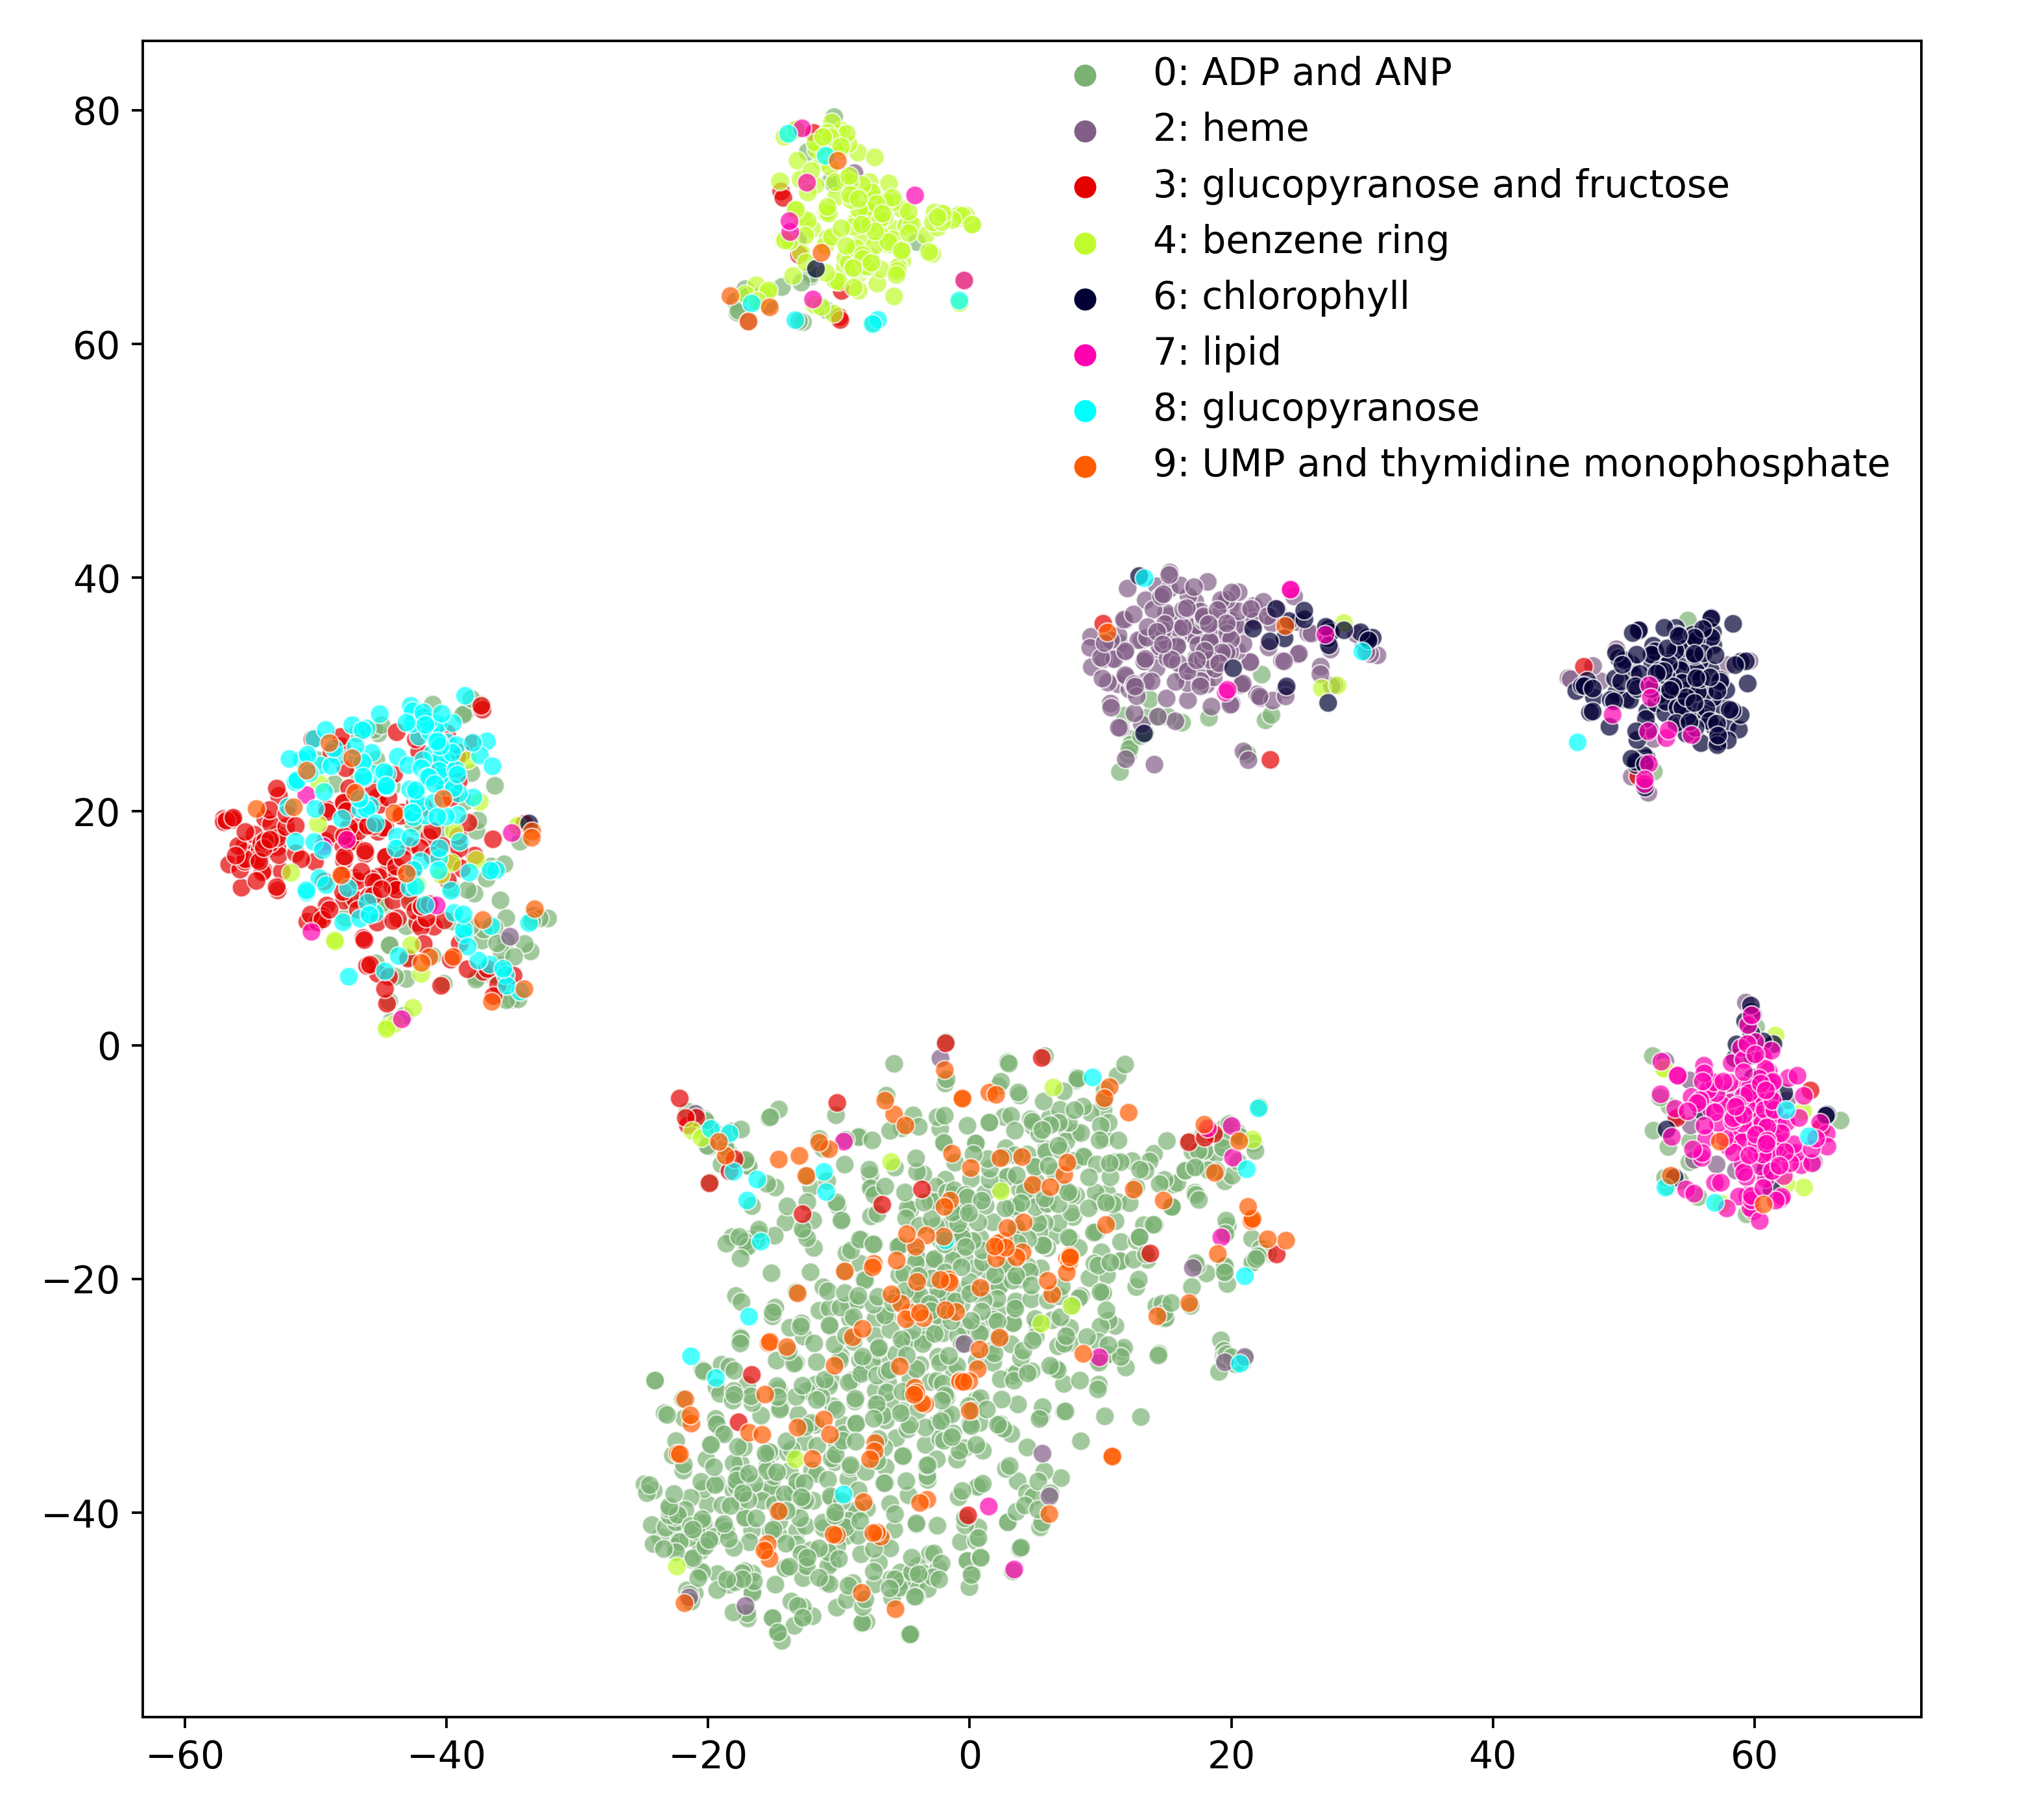 0: ADP and ANP
2: heme
3: glucopyranose and fructose
4: benzene ring
6: chlorophyll
7: lipid
8: glucopyranose
9: UMP and thymidine monophosphate
80
60
40
20
0
−20
−40
−60 −40 −20 0 20 40 60